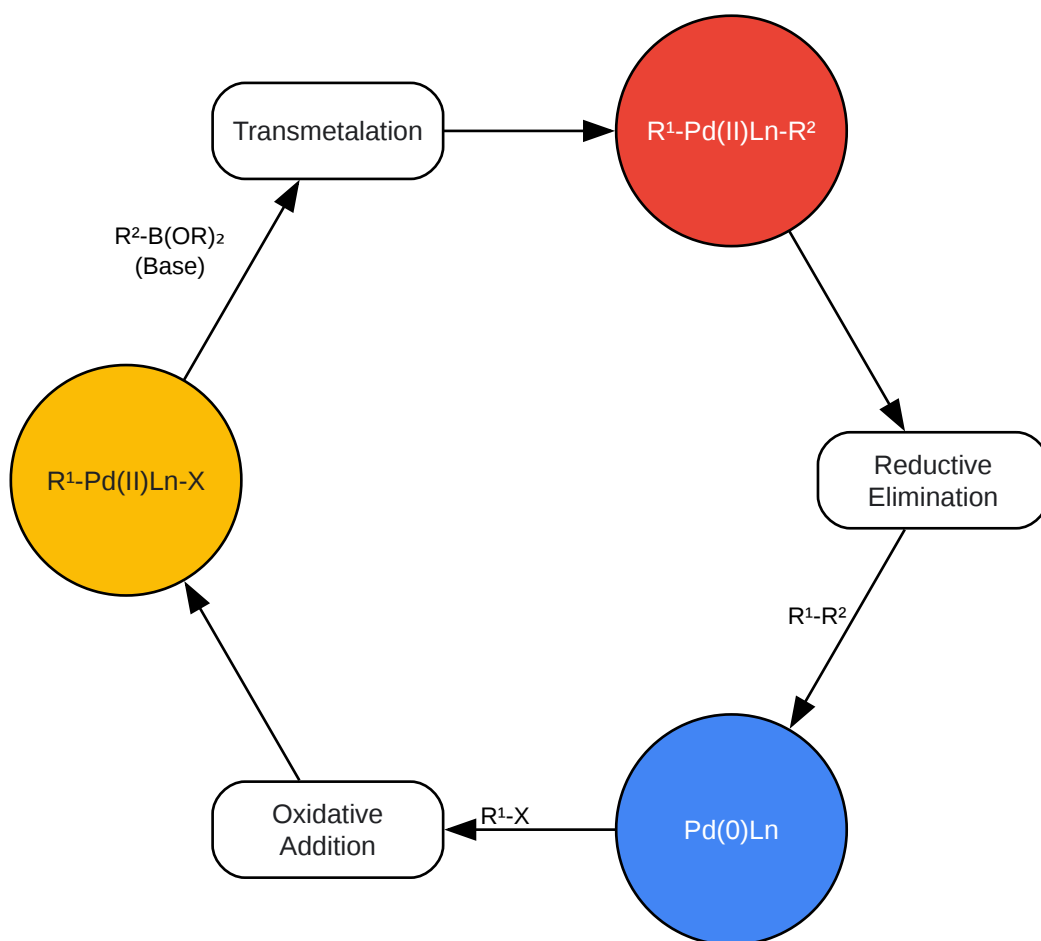 Transmetalation
R¹-Pd(II)Ln-R²
R²-B(OR)₂
(Base)
R¹-Pd(II)Ln-X
Reductive
Elimination
R¹-R²
Oxidative
Addition
R¹-X
Pd(0)Ln